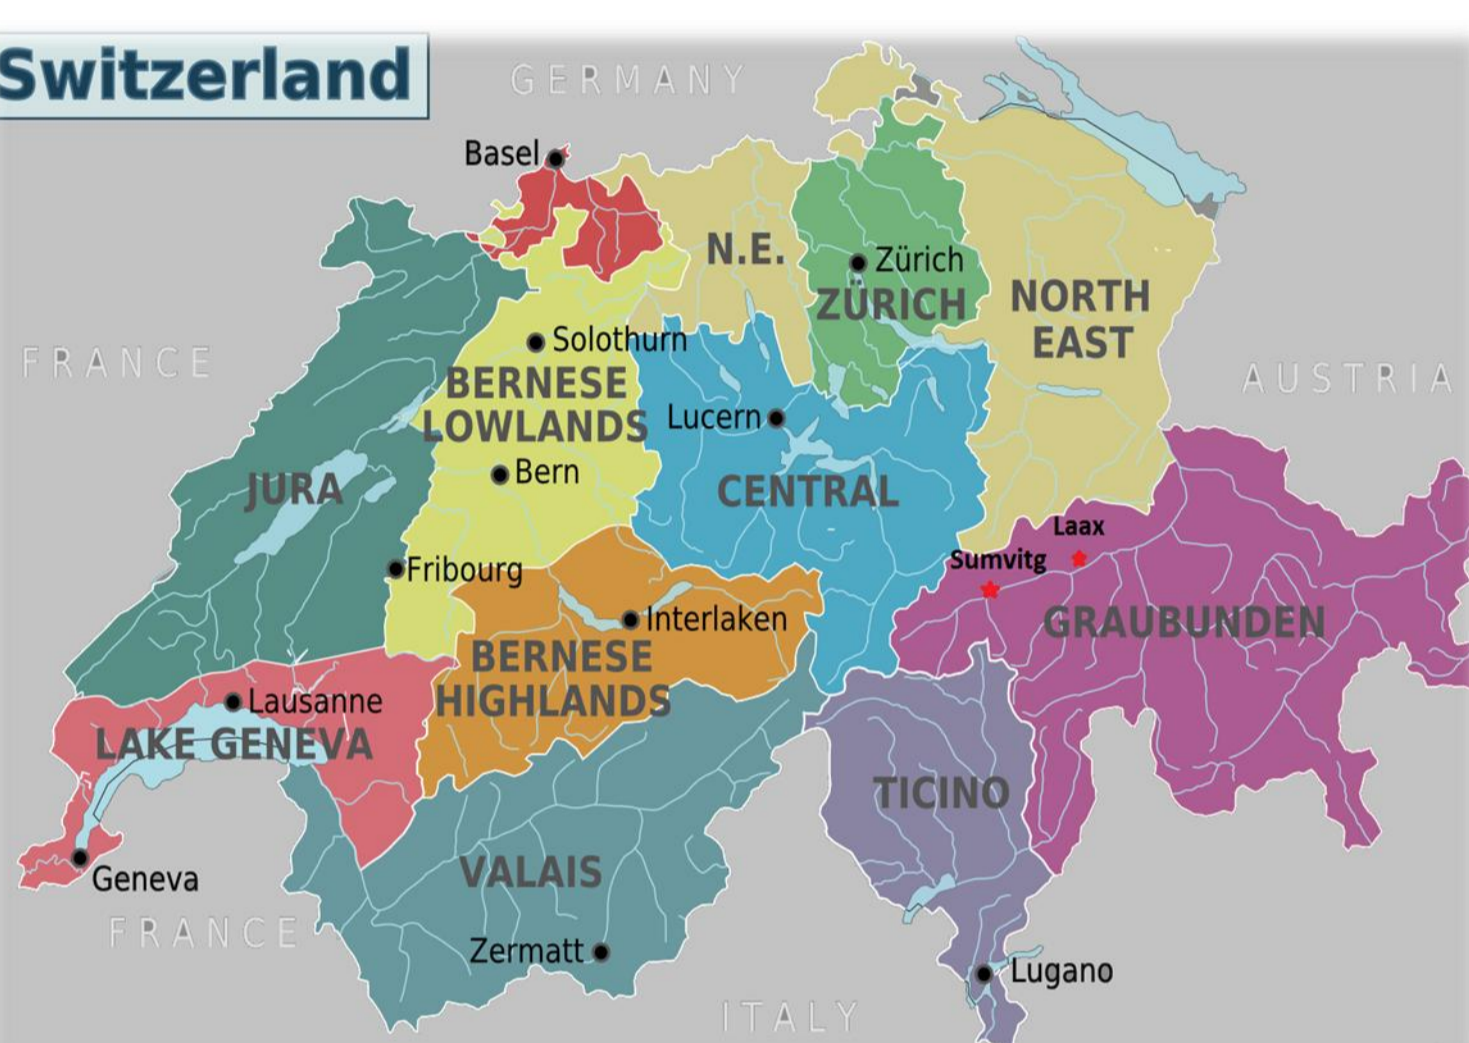 Switzerland
GERMANY
Basel
N.E.
Zürich
ZÜRICH
NORTH
EAST
FRANCE
Solothurn
BERNESE
LOWLANDS
AUSTRIA
Lucern
Bern
JURA
CENTRAL
Laax
Sumvitg
Fribourg
Interlaken
GRAUBUNDEN
BERNESE
HIGHLANDS
Lausanne
LAKE GENEVA
TICINO
Geneva
VALAIS
FRANCE
Zermatt
Lugano
ITALY